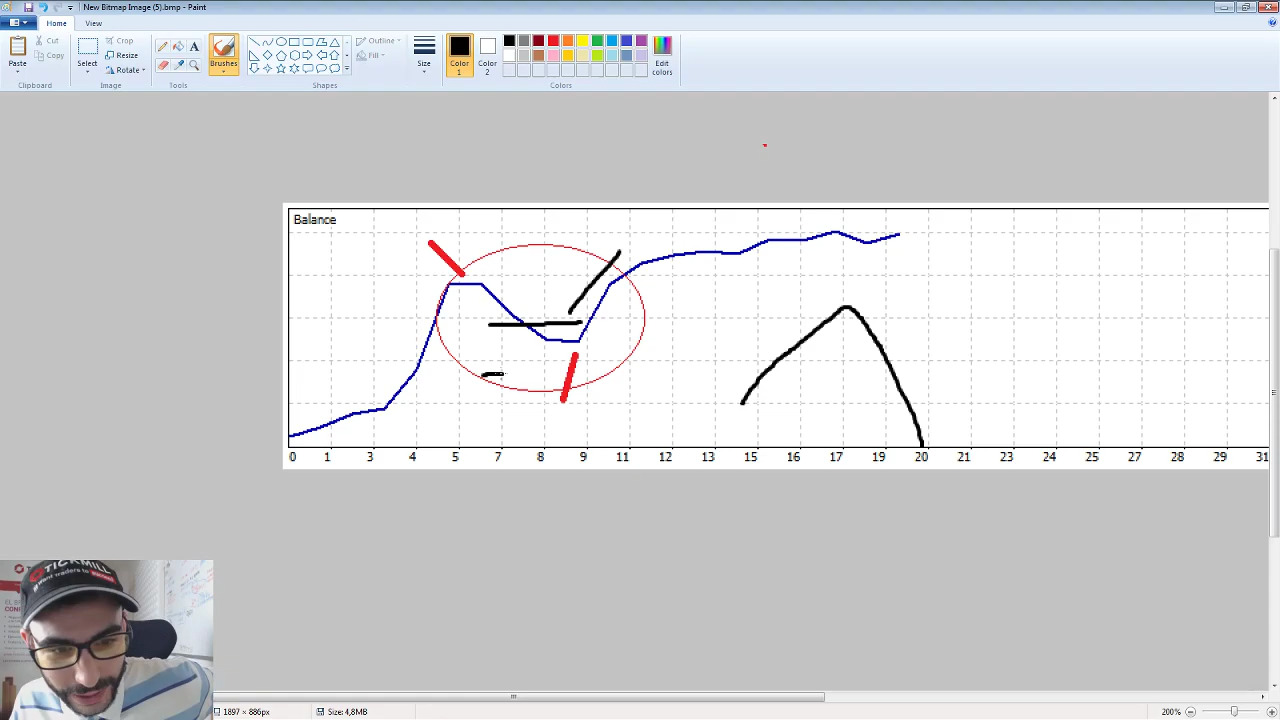 New Bitmap Image (5).bmp - Paint
Home View
Paste Cut Copy
Clipboard
Select Crop Resize Rotate
Image
A
Tools
Brushes
Outline Fill
Shapes
Size
Color 1
Color 2
Edit colors
Colors
Balance
0 1 3 4 5 7 8 9 11 12 13 15 16 17 19 20 21 23 24 25 27 28 29 31
TICKMILL
1897 × 886px
Size: 4,8MB
200%